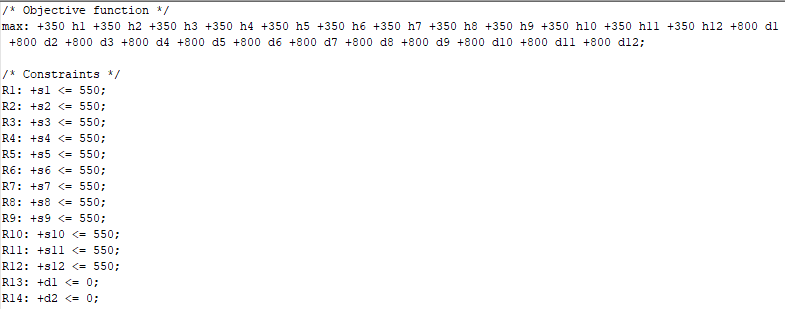 /* Objective function */
max: +350 h1 +350 h2 +350 h3 +350 h4 +350 h5 +350 h6 +350 h7 +350 h8 +350 h9 +350 h10 +350 h11 +350 h12 +800 d1
+800 d2 +800 d3 +800 d4 +800 d5 +800 d6 +800 d7 +800 d8 +800 d9 +800 d10 +800 d11 +800 d12;
/* Constraints */
R1: +s1 <= 550;
R2: +s2 <= 550;
R3: +s3 <= 550;
R4: +s4 <= 550;
R5: +s5 <= 550;
R6: +s6 <= 550;
R7: +s7 <= 550;
R8: +s8 <= 550;
R9: +s9 <= 550;
R10: +s10 <= 550;
R11: +s11 <= 550;
R12: +s12 <= 550;
R13: +d1 <= 0;
R14: +d2 <= 0;